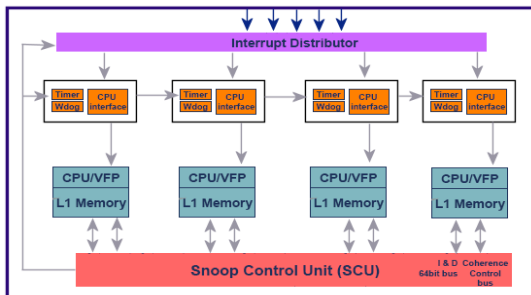 Interrupt Distributor
Timer
Wdog
CPU
interface
Timer
Wdog
CPU
interface
Timer
Wdog
CPU
interface
Timer
Wdog
CPU
interface
CPU/VFP
L1 Memory
CPU/VFP
L1 Memory
CPU/VFP
L1 Memory
CPU/VFP
L1 Memory
Snoop Control Unit (SCU)
I & D
64bit bus
Coherence
Control
bus